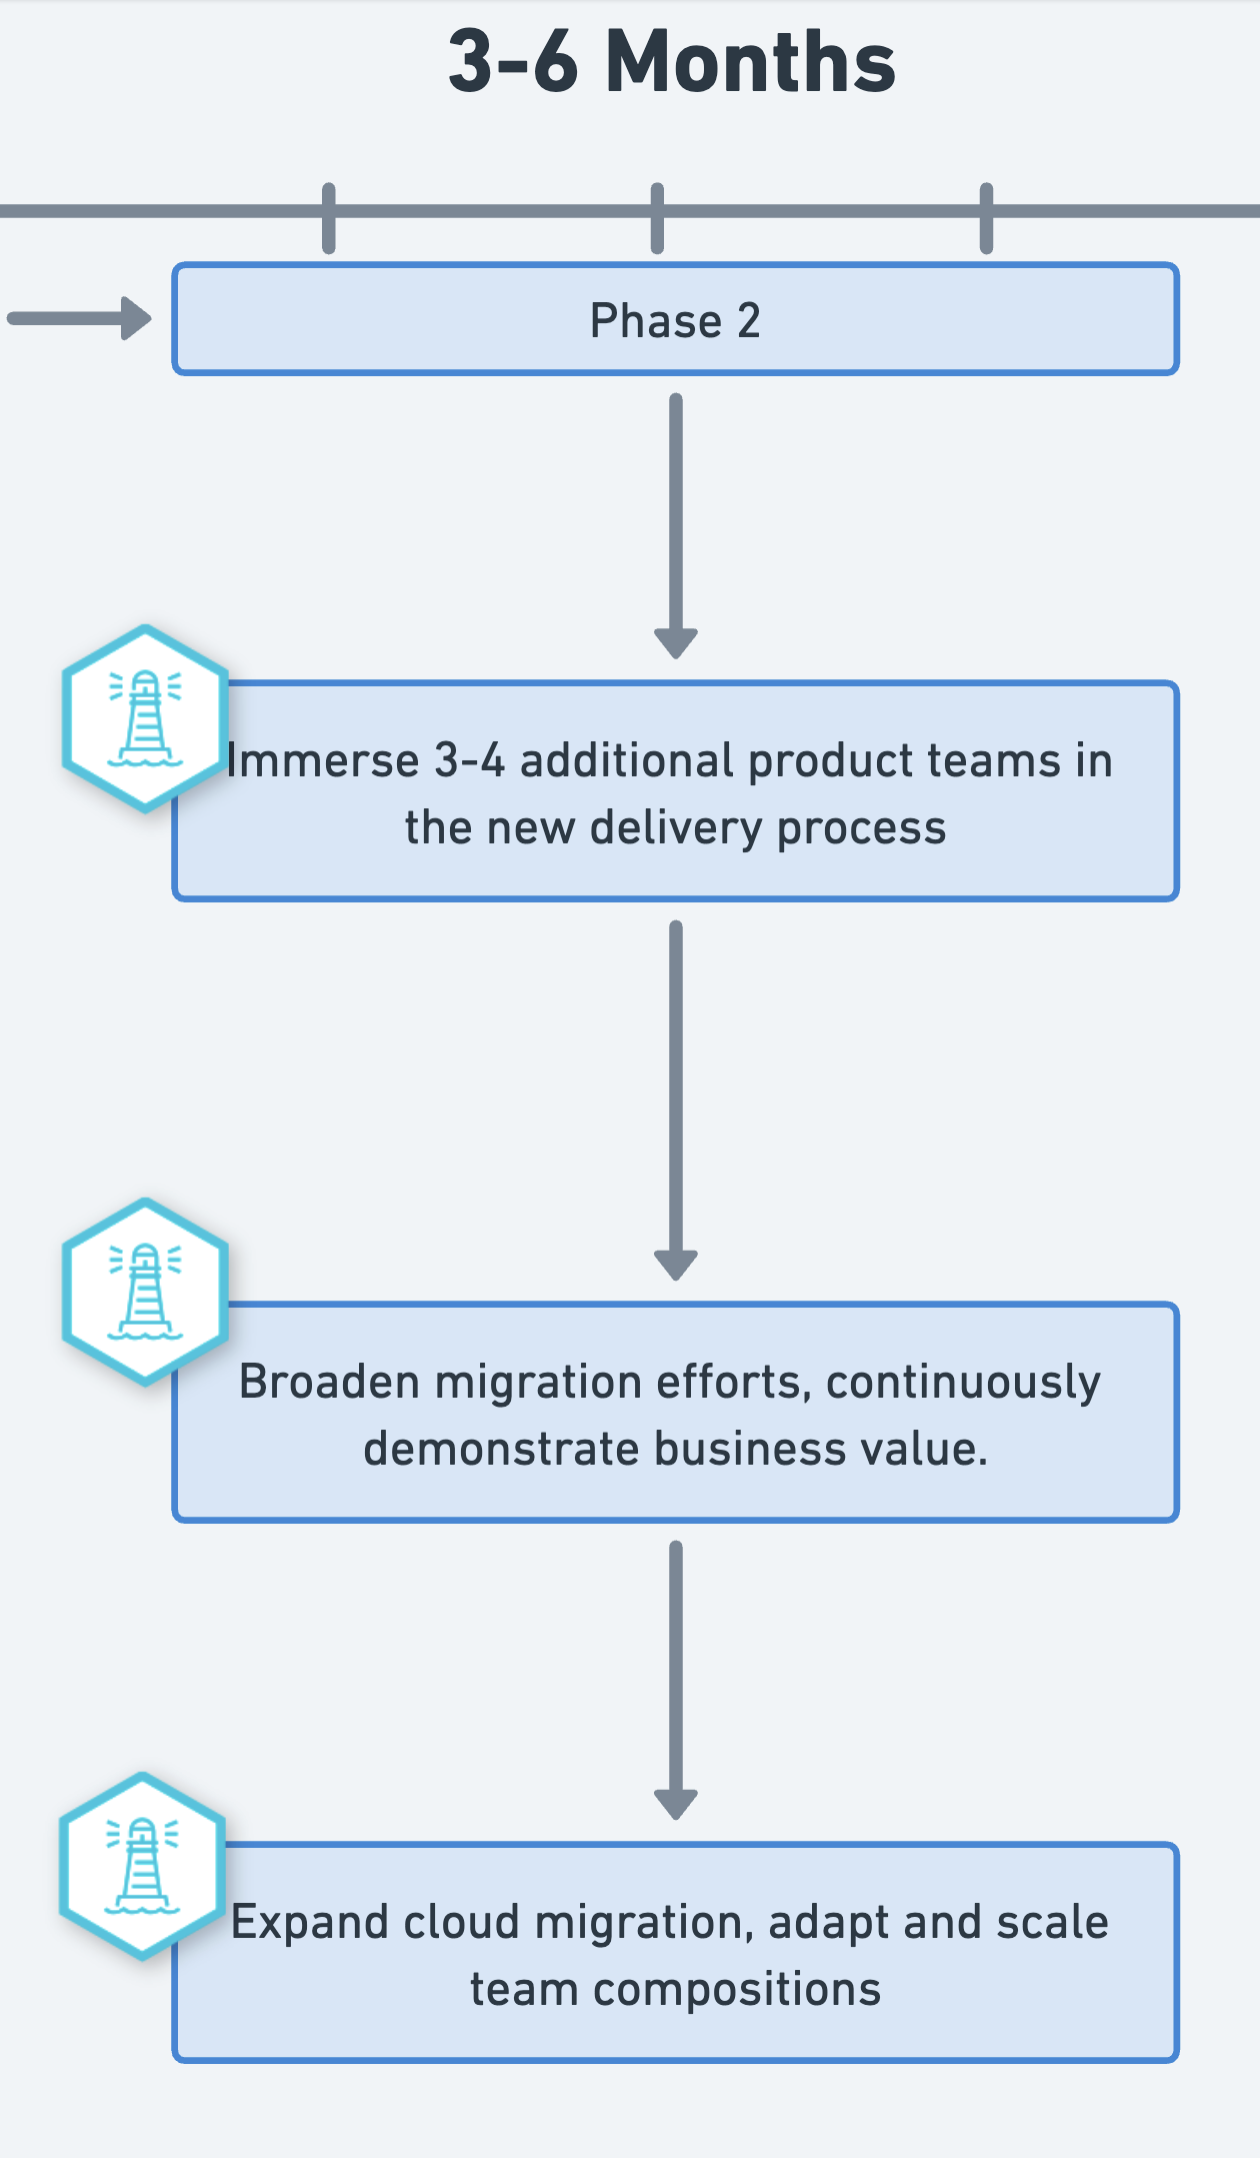 3-6 Months
Phase 2
Immerse 3-4 additional product teams in
the new delivery process
Broaden migration efforts, continuously
demonstrate business value.
Expand cloud migration, adapt and scale
team compositions